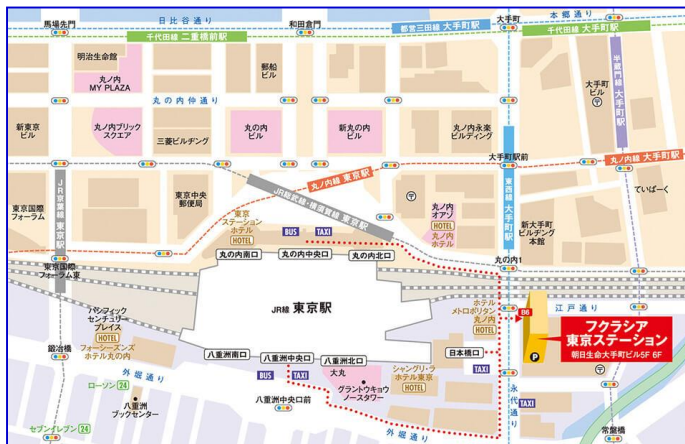 日比谷通り
馬場先門
和田倉門
大手町
本郷通り
都営三田線 大手町駅
千代田線 二重橋前駅
千代田線 大手町駅
明治生命館
丸ノ内
MY PLAZA
郵船
ビル
大手町
ビル
半蔵門線 大手町駅
丸の内仲通り
新東京
ビル
丸ノ内ブリック
スクエア
三菱ビルヂング
丸の内
ビル
新丸の内
ビル
丸ノ内永楽
ビルディング
大手町駅前
丸ノ内線 大手町駅
丸ノ内線 東京駅
JR京葉線 東京駅
JR総武線・横須賀線 東京駅
東西線 大手町駅
ていぱーく
東京国際
フォーラム
東京中央
郵便局
東京
ステーション
ホテル
HOTEL
BUS
TAXI
丸ノ内
オアゾ
HOTEL
丸ノ内
ホテル
新大手町
ビルヂング
本館
丸の内1
東京国際
フォーラム東
丸の内南口
丸の内中央口
丸の内北口
JR線 東京駅
パシフィック
センチュリー
プレイス
HOTEL
フォーシーズンズ
ホテル丸の内
鍛冶橋
ホテル
メトロポリタン
丸ノ内
HOTEL
B6
江戸通り
フクラシア
東京ステーション
朝日生命大手町ビル5F 6F
P
日本橋口
TAXI
八重洲南口
八重洲中央口
八重洲北口
BUS
TAXI
大丸
グラントウキョウ
ノースタワー
シャングリ・ラ
ホテル東京
HOTEL
外堀通り
ローソン 24
八重洲
ブックセンター
八重洲中央口前
セブンイレブン 24
外堀通り
永代通り
TAXI
常盤橋